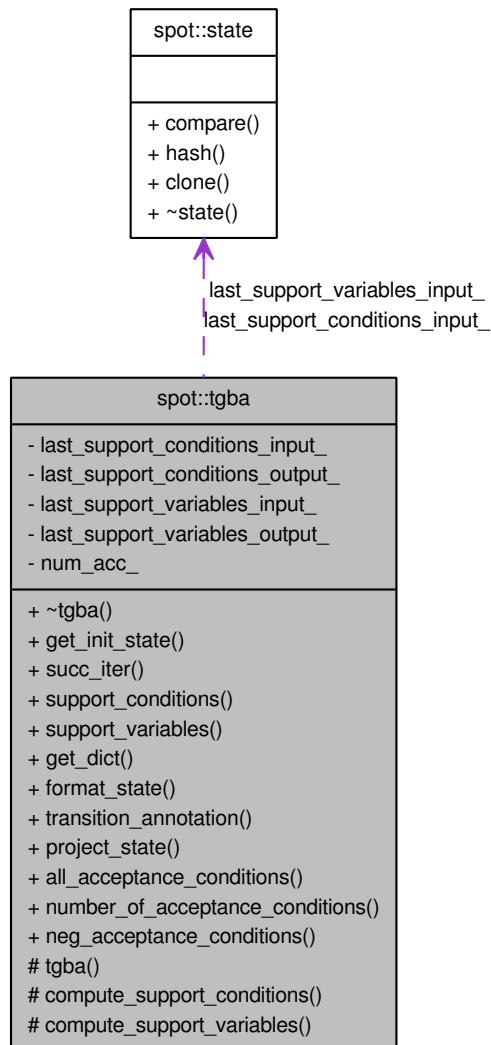 spot::state
+ compare()
+ hash()
+ clone()
+ ~state()
last_support_variables_input_
last_support_conditions_input_
spot::tgba
- last_support_conditions_input_
- last_support_conditions_output_
- last_support_variables_input_
- last_support_variables_output_
- num_acc_
+ ~tgba()
+ get_init_state()
+ succ_iter()
+ support_conditions()
+ support_variables()
+ get_dict()
+ format_state()
+ transition_annotation()
+ project_state()
+ all_acceptance_conditions()
+ number_of_acceptance_conditions()
+ neg_acceptance_conditions()
# tgba()
# compute_support_conditions()
# compute_support_variables()